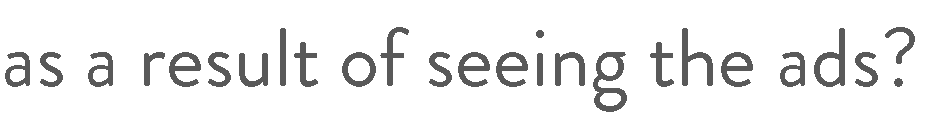 as a result of seeing the ads?